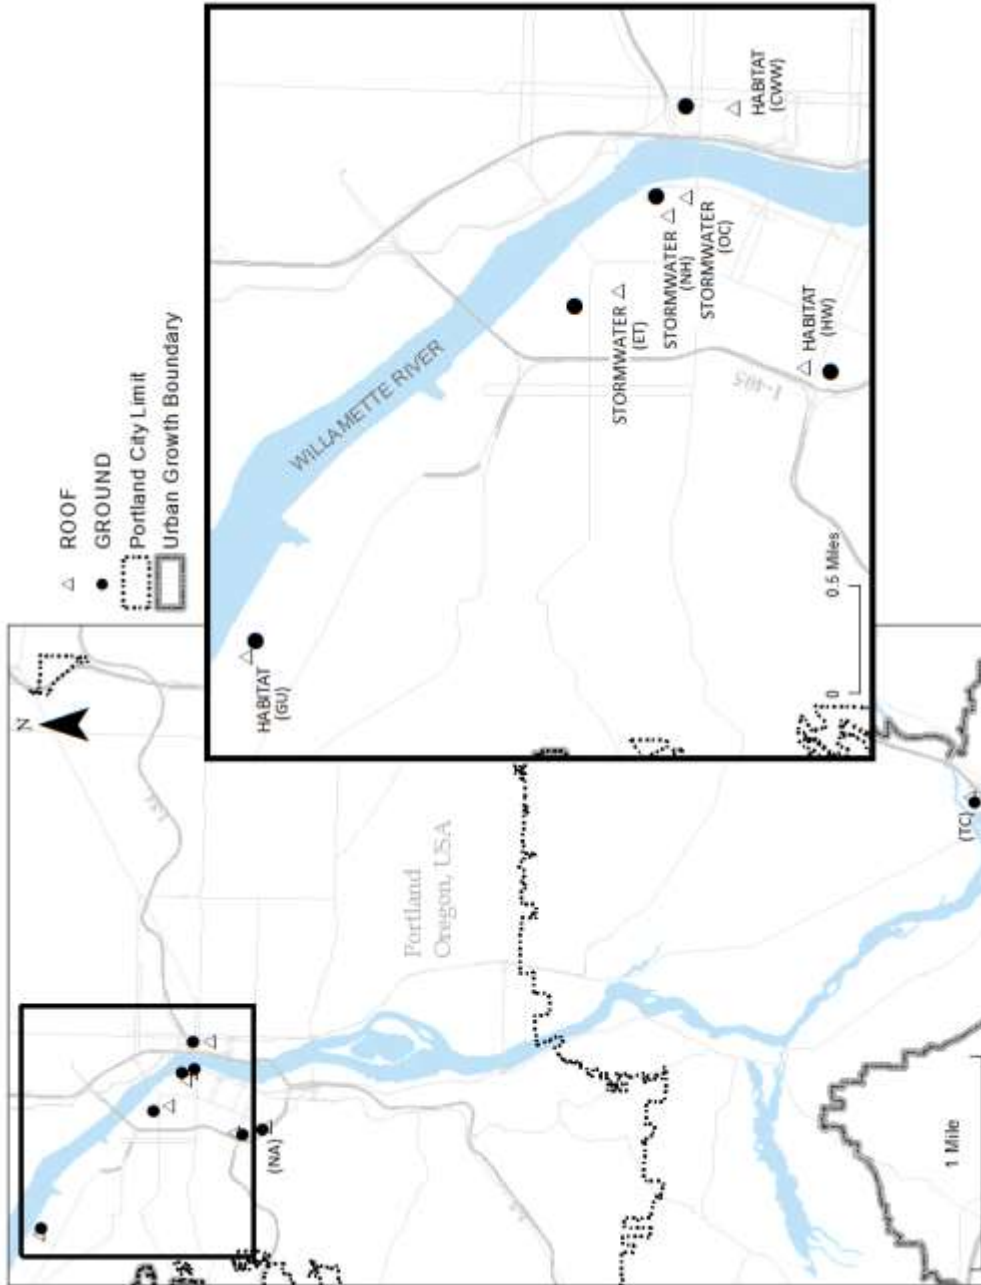 N
ROOF
GROUND
Portland City Limit
Urban Growth Boundary
WILLAMETTE RIVER
HABITAT
(GU)
STORMWATER
(ET)
STORMWATER
(NH)
STORMWATER
(OC)
HABITAT
(CWW)
HABITAT
(HW)
I-405
0
0.5 Miles
Portland
Oregon, USA
(NA)
(TC)
1 Mile